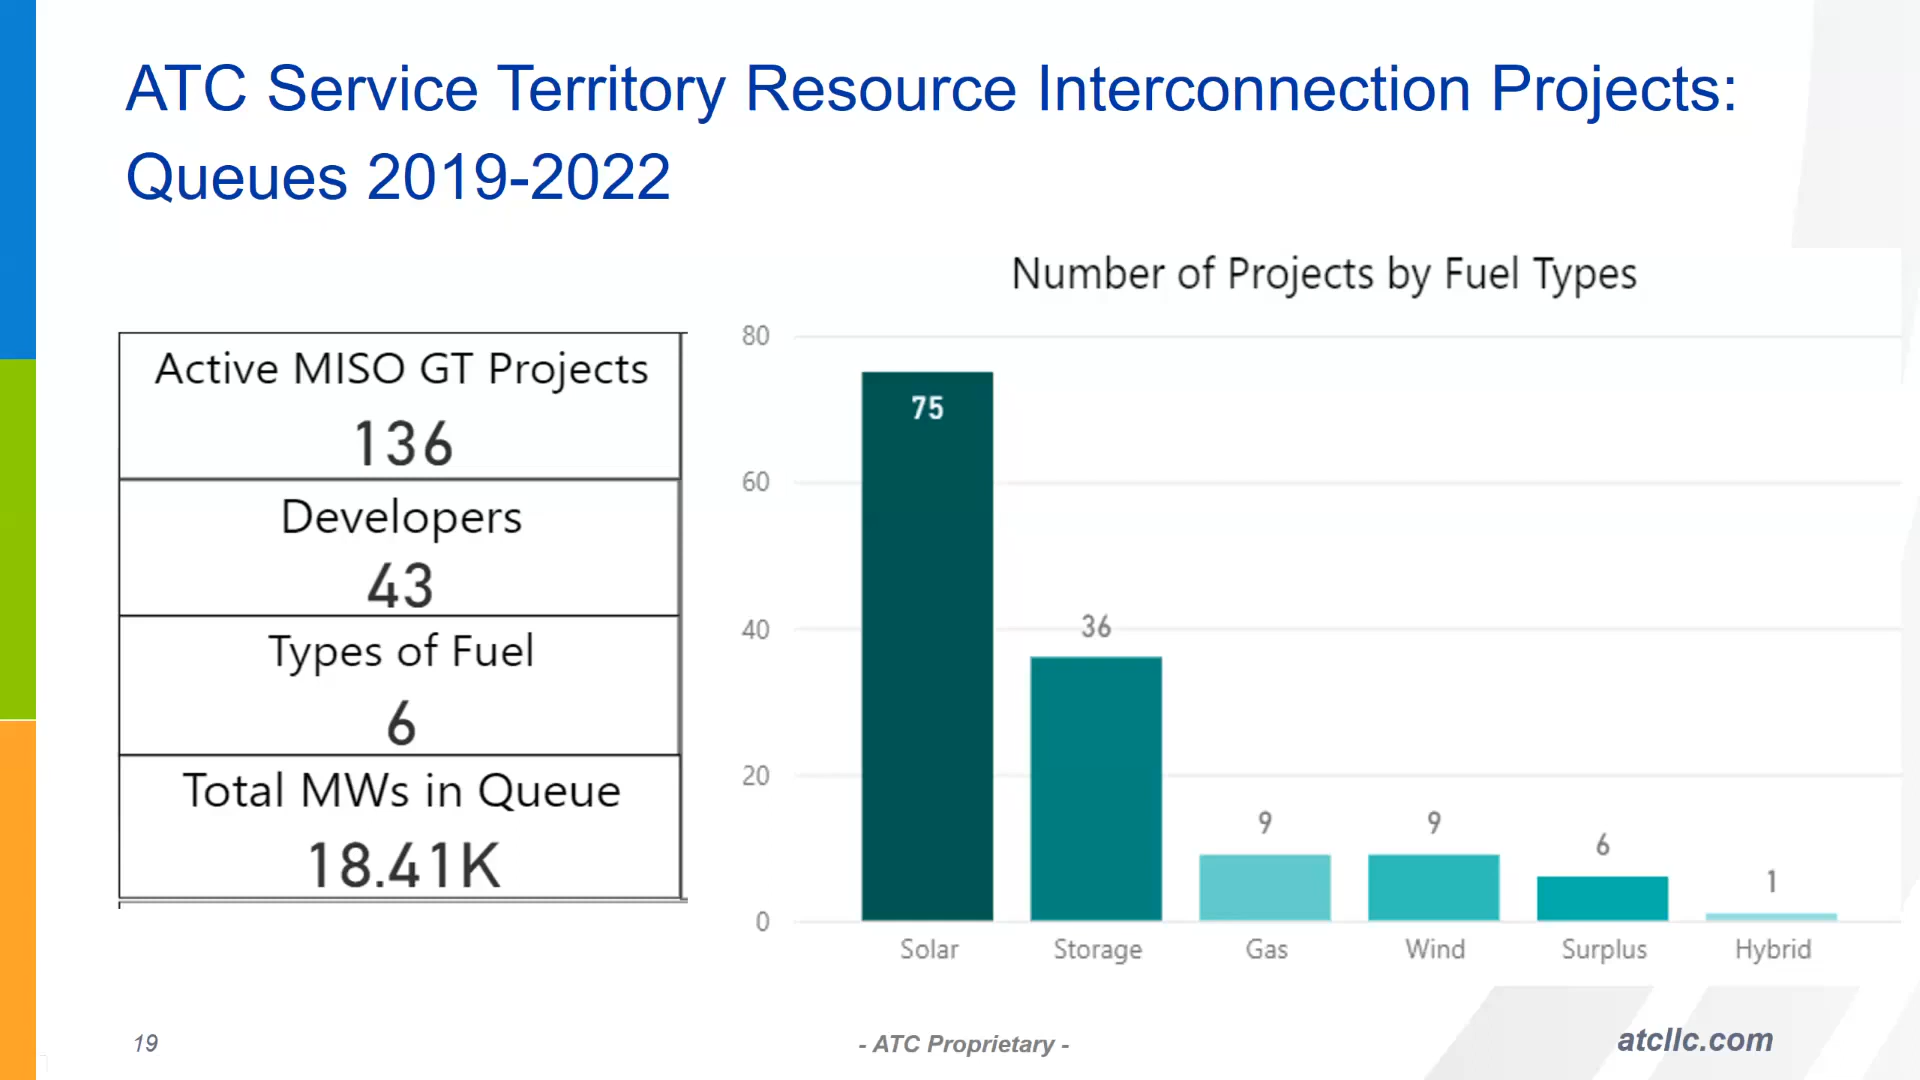 ATC Service Territory Resource Interconnection Projects:
Queues 2019-2022
Active MISO GT Projects
136
Developers
43
Types of Fuel
6
Total MWs in Queue
18.41K
Number of Projects by Fuel Types
80
60
40
20
0
75
36
9
9
6
1
Solar
Storage
Gas
Wind
Surplus
Hybrid
19
- ATC Proprietary -
atcllc.com